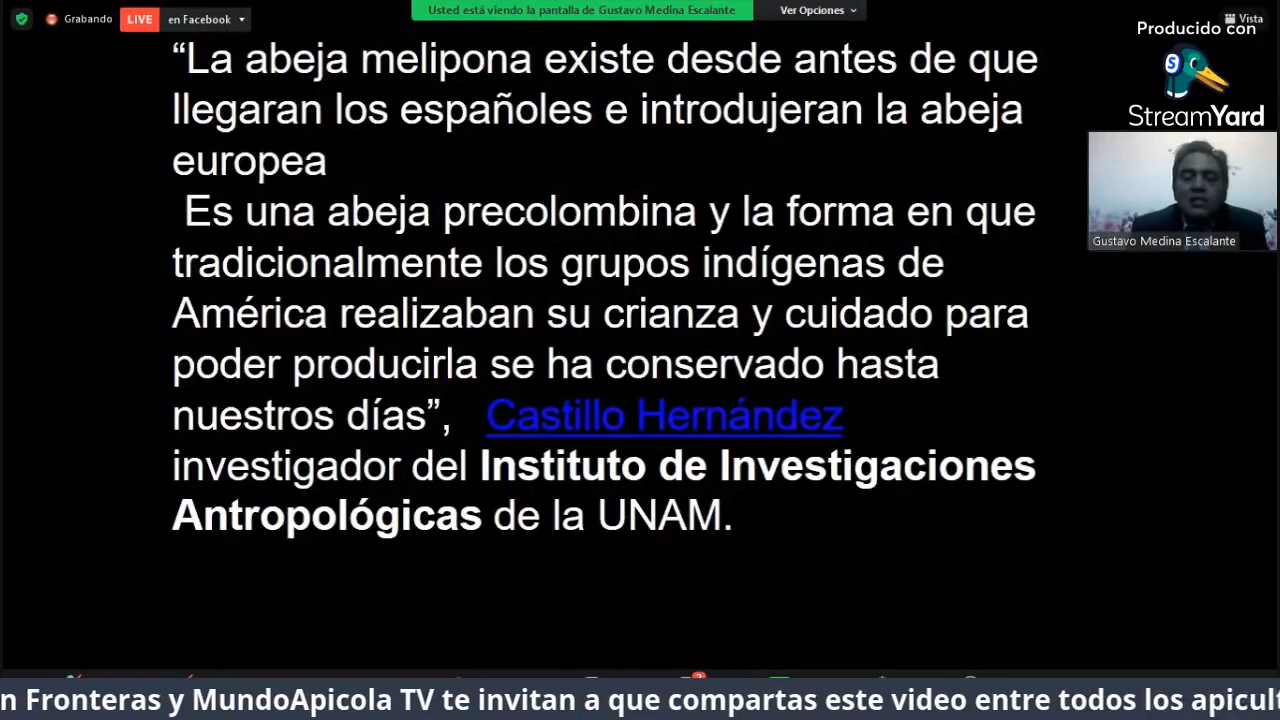 Grabando
LIVE
en Facebook
Usted está viendo la pantalla de Gustavo Medina Escalante
Ver Opciones
Vista
Producido con
S
StreamYard
“La abeja melipona existe desde antes de que
llegaran los españoles e introdujeran la abeja
europea
Es una abeja precolombina y la forma en que
tradicionalmente los grupos indígenas de
América realizaban su crianza y cuidado para
poder producirla se ha conservado hasta
nuestros días”, Castillo Hernández
investigador del Instituto de Investigaciones
Antropológicas de la UNAM.
Gustavo Medina Escalante
n Fronteras y MundoApicola TV te invitan a que compartas este video entre todos los apicult